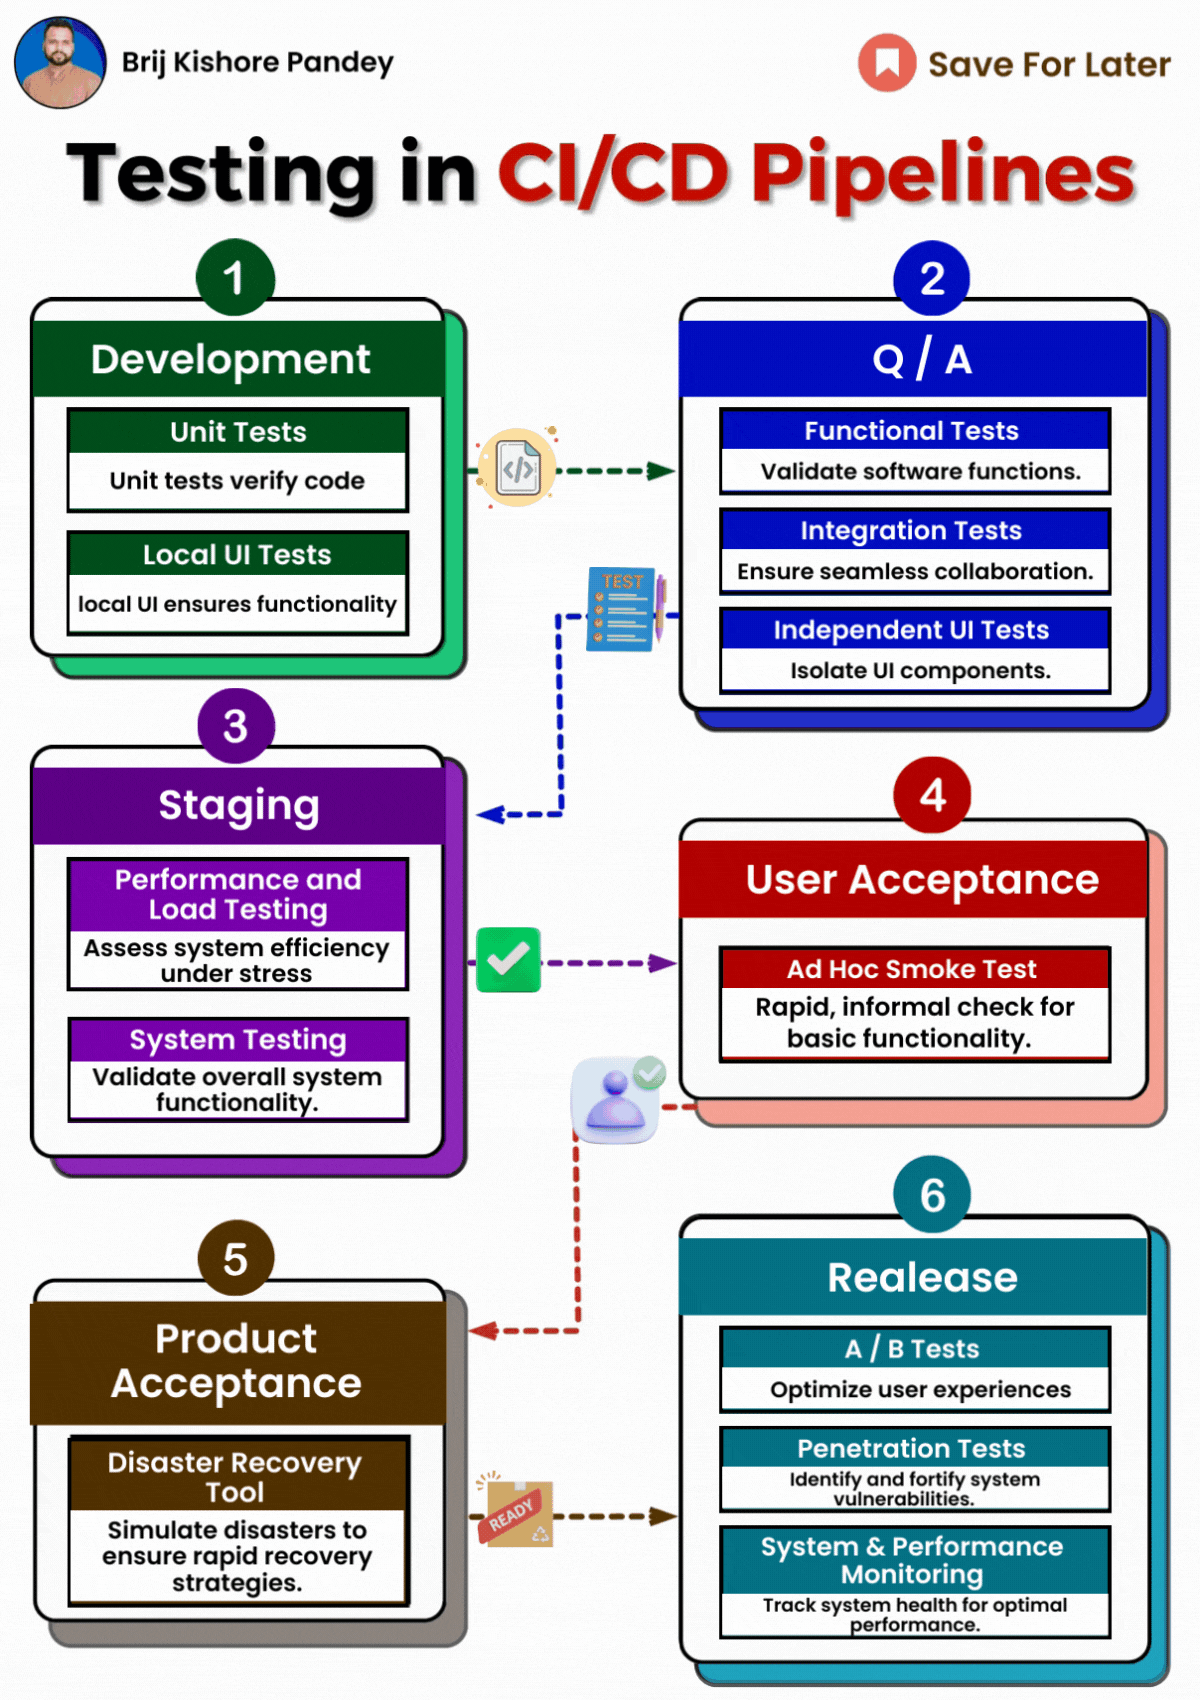 Brij Kishore Pandey
Save For Later
Testing in CI/CD Pipelines
1
Development
Unit Tests
Unit tests verify code
Local UI Tests
local UI ensures functionality
2
Q / A
Functional Tests
Validate software functions.
Integration Tests
Ensure seamless collaboration.
Independent UI Tests
Isolate UI components.
TEST
3
Staging
Performance and
Load Testing
Assess system efficiency
under stress
System Testing
Validate overall system
functionality.
4
User Acceptance
Ad Hoc Smoke Test
Rapid, informal check for
basic functionality.
5
Product
Acceptance
Disaster Recovery
Tool
Simulate disasters to
ensure rapid recovery
strategies.
READY
6
Realease
A / B Tests
Optimize user experiences
Penetration Tests
Identify and fortify system
vulnerabilities.
System & Performance
Monitoring
Track system health for optimal
performance.